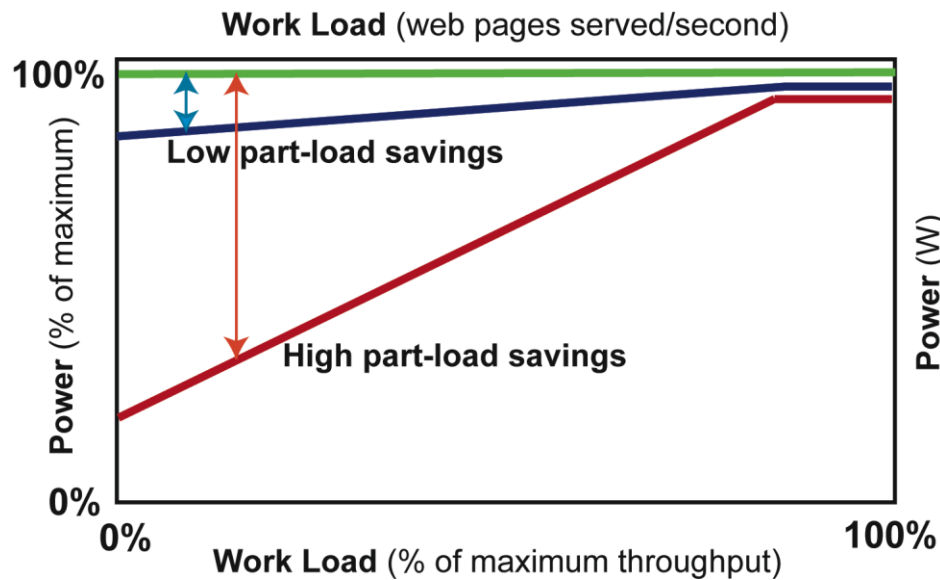 Work Load (web pages served/second)
100%
Low part-load savings
Power (% of maximum)
Power (W)
High part-load savings
0%
0%
100%
Work Load (% of maximum throughput)